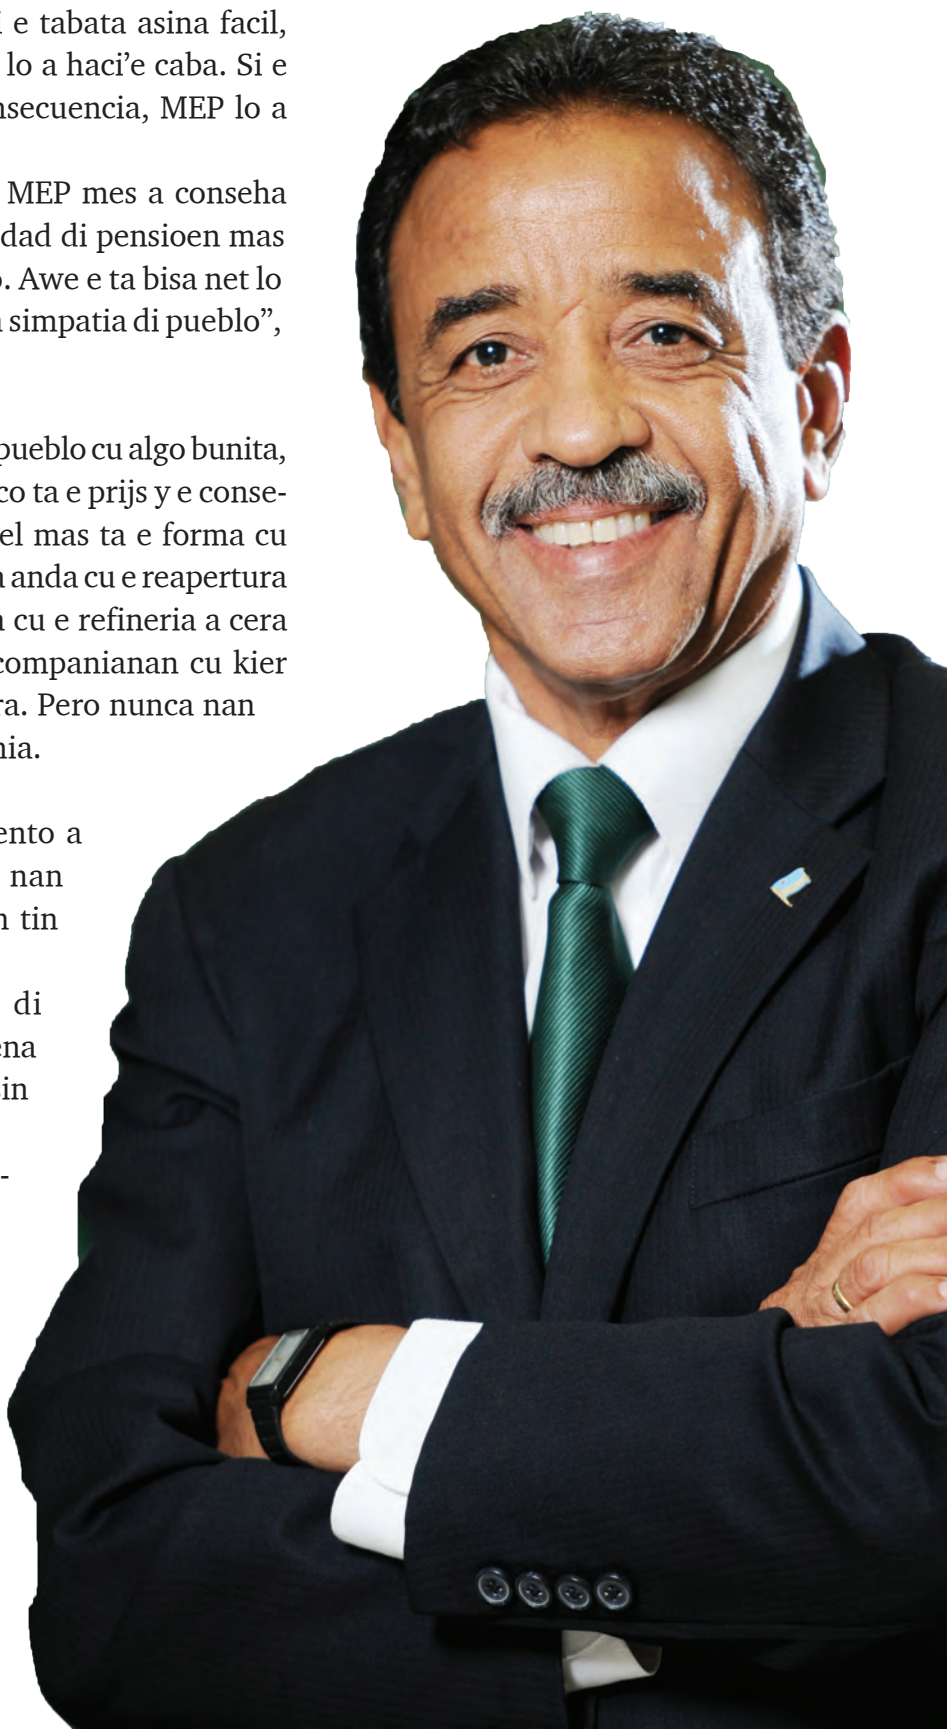 e tabata asina facil,
lo a haci’e caba. Si e
nsecuencia, MEP lo a
MEP mes a conseha
dad di pensioen mas
. Awe e ta bisa net lo
simpatia di pueblo”,
pueblo cu algo bunita,
co ta e prijs y e conse-
el mas ta e forma cu
a anda cu e reapertura
cu e refineria a cera
companianan cu kier
ra. Pero nunca nan
nia.
ento a
nan
n tin
di
ena
in
-